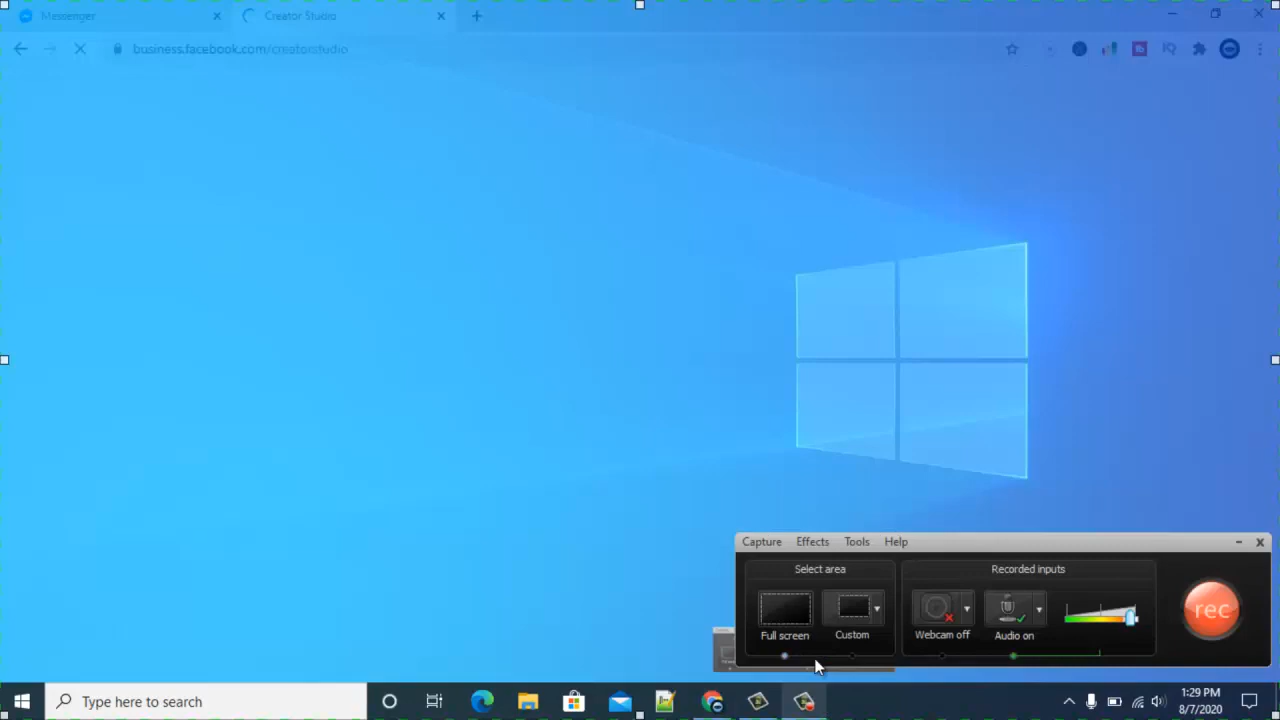 Messenger
Creator Studio
business.facebook.com/creatorstudio
Capture Effects Tools Help
Select area
Recorded inputs
Full screen
Custom
Webcam off
Audio on
rec
Type here to search
1:29 PM
8/7/2020